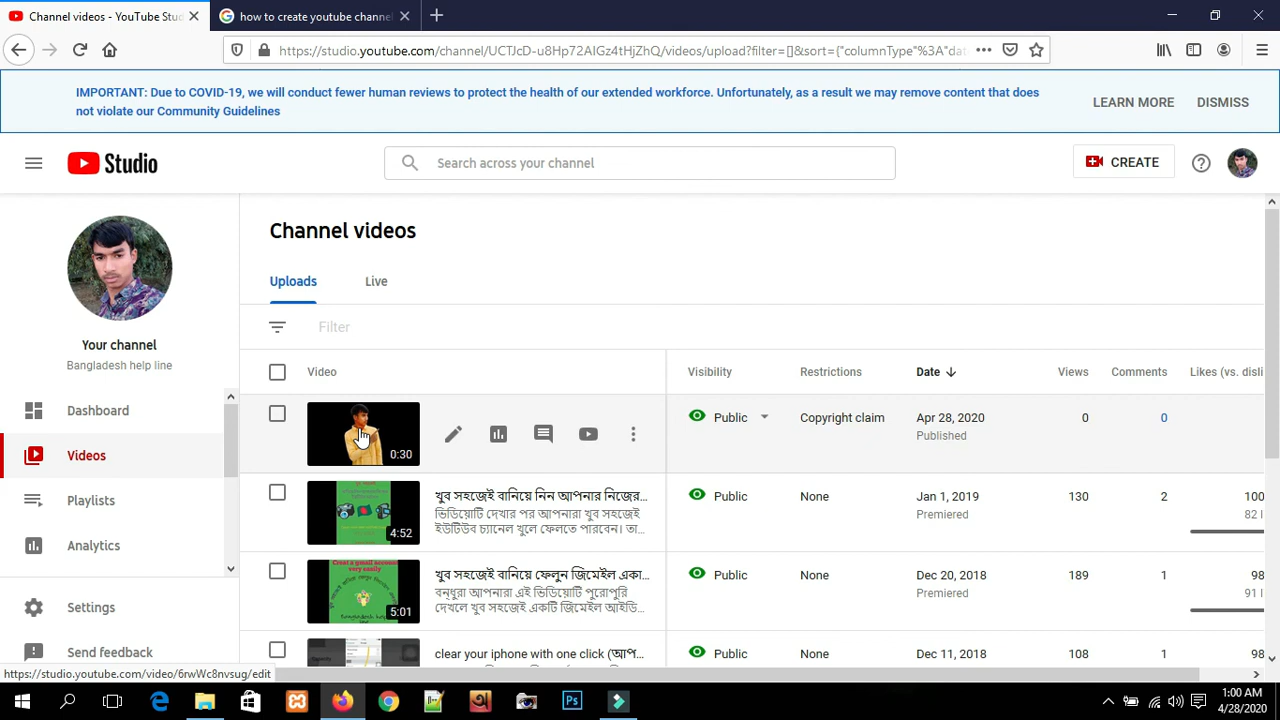 Channel videos - YouTube Stud
how to create youtube channel
https://studio.youtube.com/channel/UCTJcD-u8Hp72AIGz4tHjZhQ/videos/upload?filter=[]&sort={"columnType"%3A"dat
IMPORTANT: Due to COVID-19, we will conduct fewer human reviews to protect the health of our extended workforce. Unfortunately, as a result we may remove content that does
not violate our Community Guidelines
LEARN MORE
DISMISS
Studio
Search across your channel
CREATE
Your channel
Bangladesh help line
Dashboard
Videos
Playlists
Analytics
Settings
Send feedback
Channel videos
Uploads
Live
Filter
Video
Visibility
Restrictions
Date
Views
Comments
Likes (vs. disli
0:30
Public
Copyright claim
Apr 28, 2020
Published
0
0
4:52
খুব সহজেই বানিয়ে নিন আপনার নিজের...
ভিডিয়োটি দেখার পর আপনারা খুব সহজে
ইউটিউব চ্যানেল খুলে ফেলতে পারবেন। তা...
Public
None
Jan 1, 2019
Premiered
130
2
100
82 l
Creat a gmail account
very easily
5:01
খুব সহজেই বানিয়ে ফেলুন জিমেইল একা...
বন্ধুরা আপনারা এই ভিডিয়োটি পুরোপুরি
দেখলে খুব সহজেই একটি জিমেইল আইডি...
Public
None
Dec 20, 2018
Premiered
189
1
98
91 l
clear your iphone with one click (আপ...
Public
None
Dec 11, 2018
108
1
98
https://studio.youtube.com/video/6rwWc8nvsug/edit
1:00 AM
4/28/2020